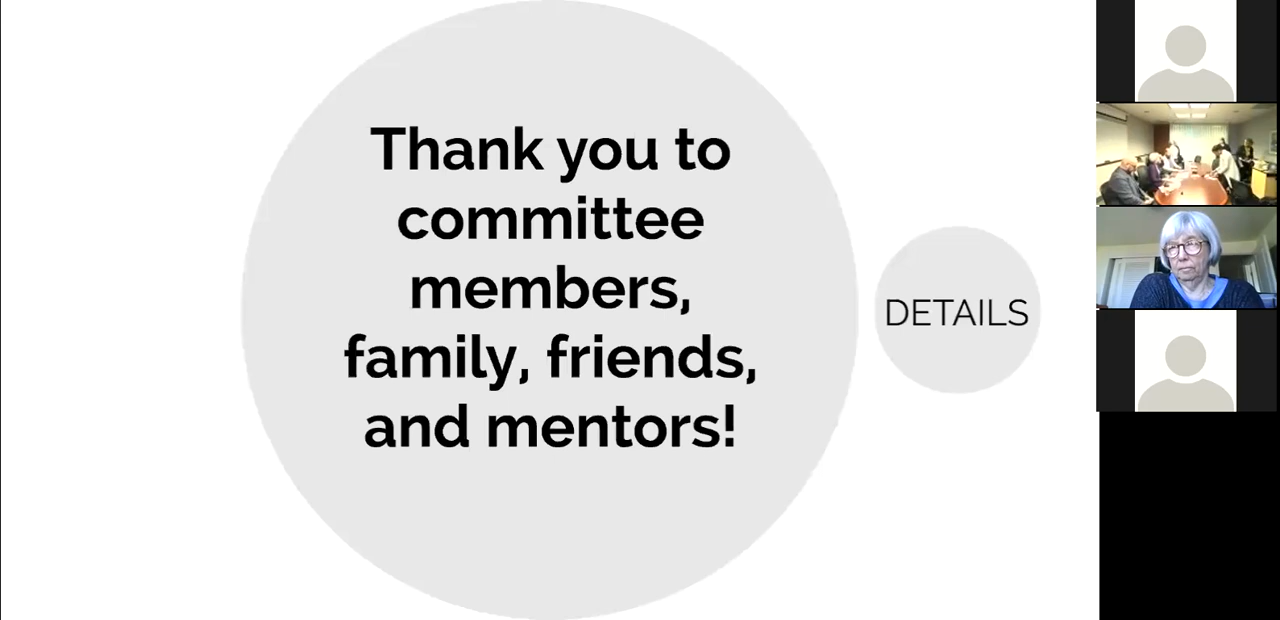 Thank you to
committee
members,
family, friends,
and mentors!
DETAILS